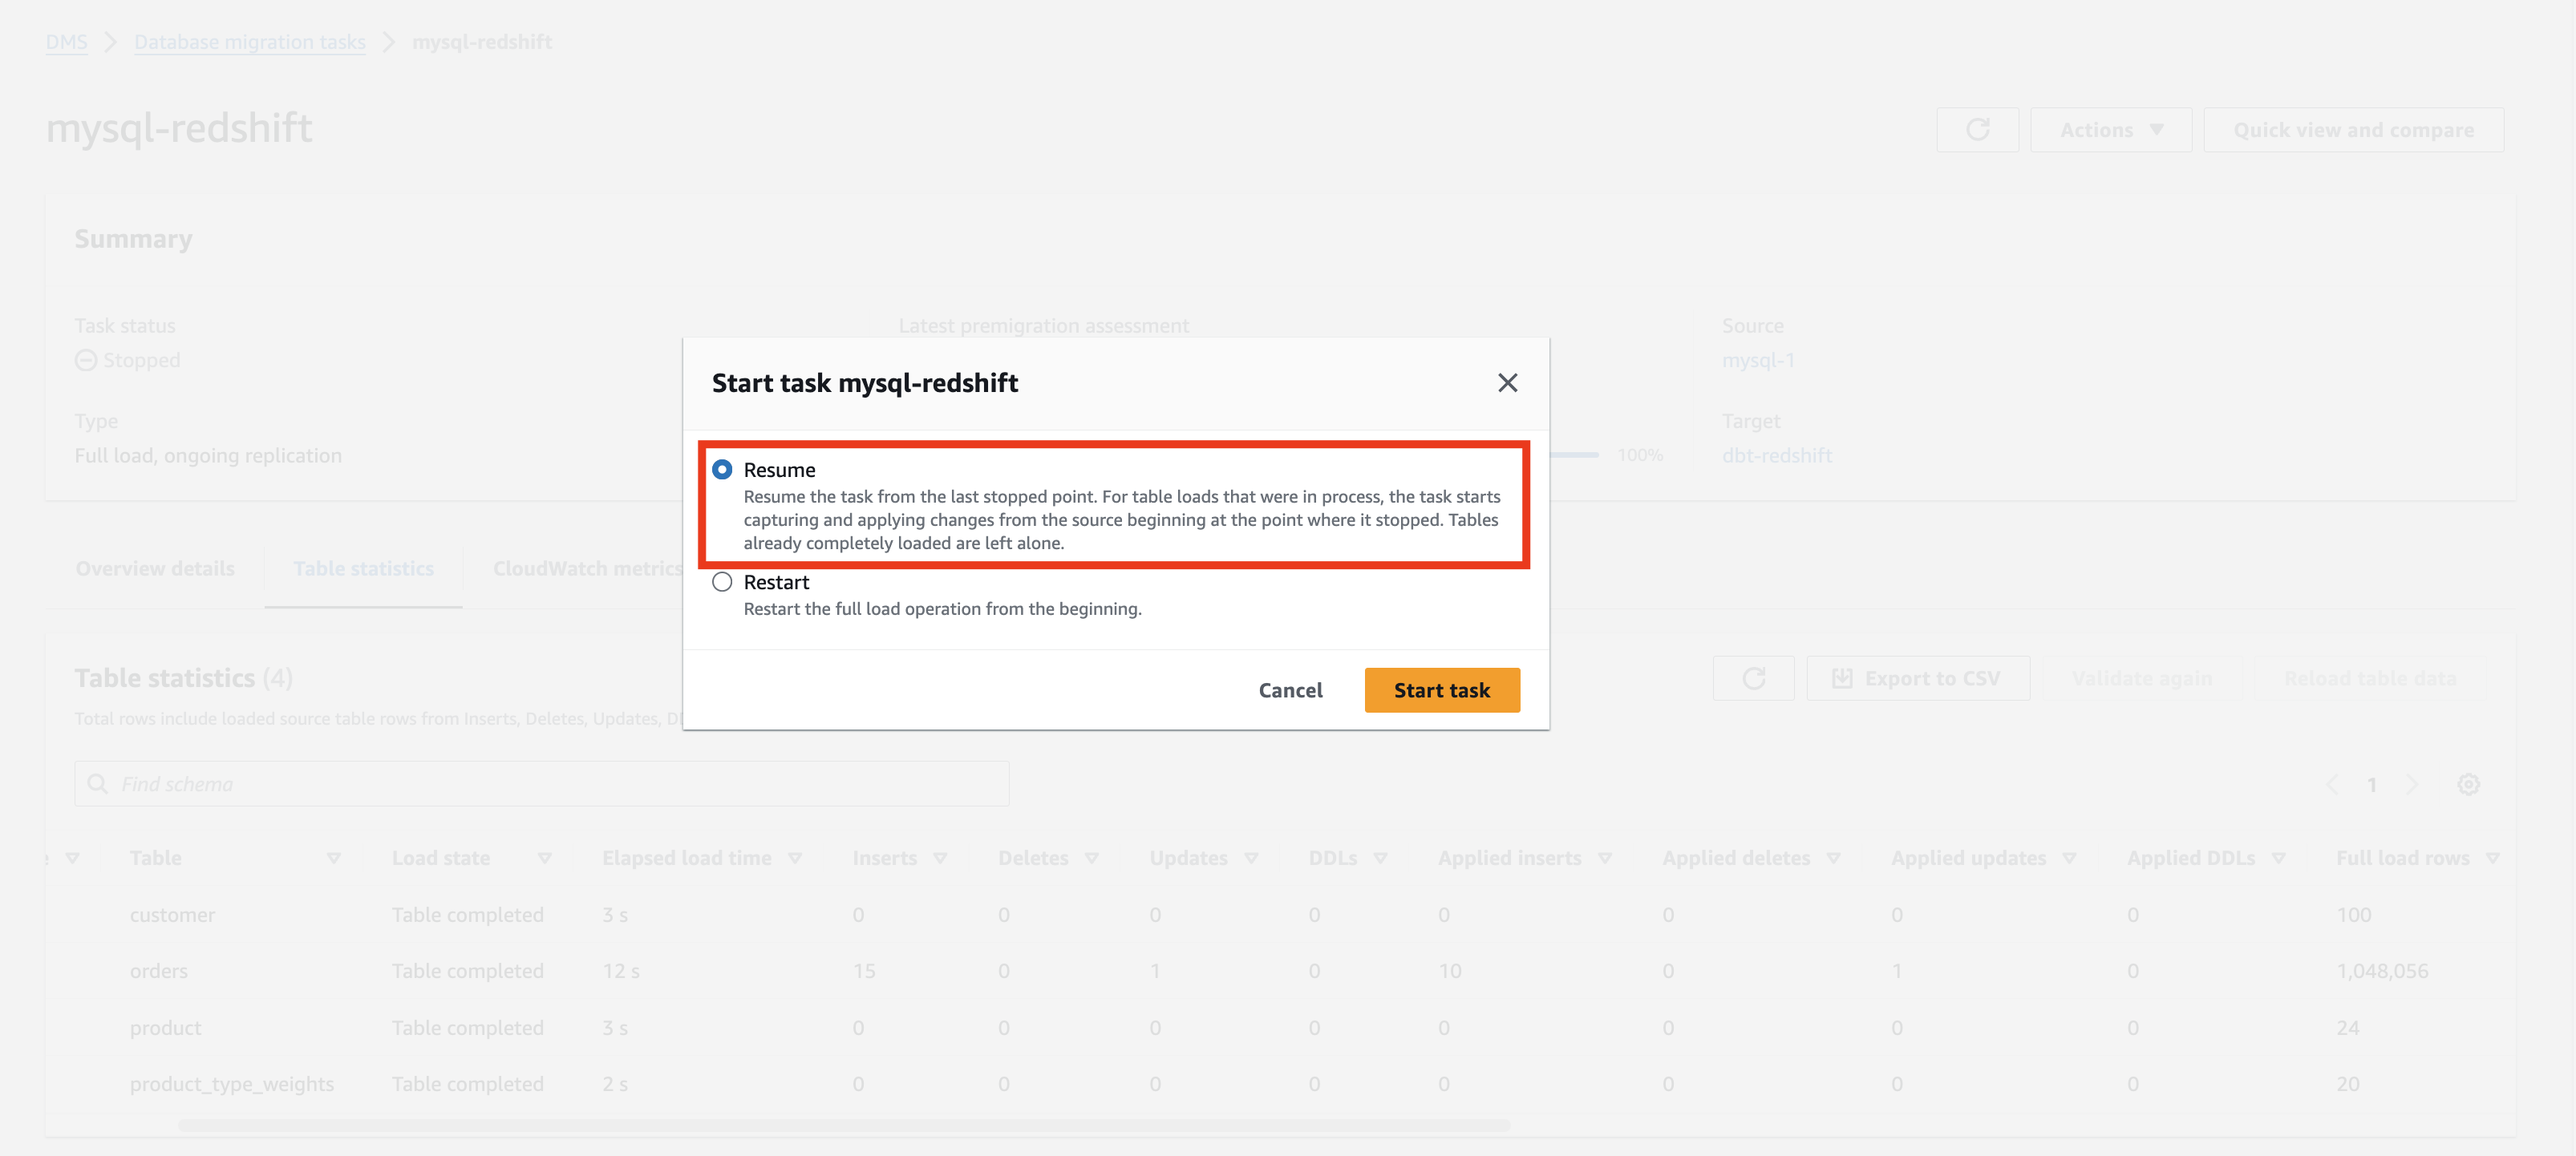 DMS > Database migration tasks > mysql-redshift
mysql-redshift
Actions
Quick view and compare
Summary
Task status
Stopped
Type
Full load, ongoing replication
Latest premigration assessment
100%
Source
mysql-1
Target
dbt-redshift
Start task mysql-redshift
Resume
Resume the task from the last stopped point. For table loads that were in process, the task starts
capturing and applying changes from the source beginning at the point where it stopped. Tables
already completely loaded are left alone.
Restart
Restart the full load operation from the beginning.
Cancel
Start task
Overview details
Table statistics
CloudWatch metrics
Table statistics (4)
Total rows include loaded source table rows from Inserts, Deletes, Updates,
Export to CSV
Validate again
Reload table data
Find schema
1
Table Load state Elapsed load time Inserts Deletes Updates DDLs Applied inserts Applied deletes Applied updates Applied DDLs Full load rows
customer Table completed 3 s 0 0 0 0 0 0 0 0 100
orders Table completed 12 s 15 0 1 0 10 0 1 0 1,048,056
product Table completed 3 s 0 0 0 0 0 0 0 0 24
product_type_weights Table completed 2 s 0 0 0 0 0 0 0 0 20